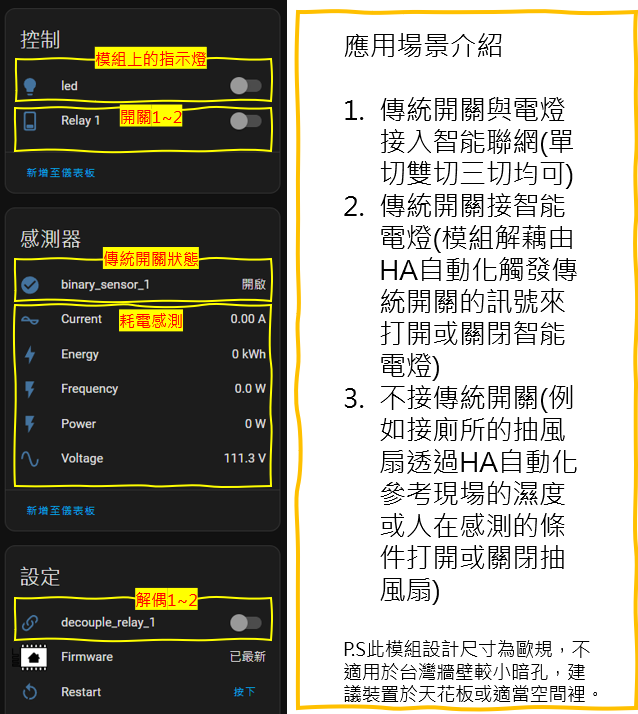 控制
模組上的指示燈
led
Relay 1
開關1~2
新增至儀表板
感測器
傳統開關狀態
binary_sensor_1
開啟
Current
耗電感測
0.00 A
Energy
0 kWh
Frequency
0.0 W
Power
0 W
Voltage
111.3 V
新增至儀表板
設定
解偶1~2
decouple_relay_1
Firmware
已最新
Restart
按下
應用場景介紹
1. 傳統開關與電燈
接入智能聯網(單
切雙切三切均可)
2. 傳統開關接智能
電燈(模組解藕由
HA自動化觸發傳
統開關的訊號來
打開或關閉智能
電燈)
3. 不接傳統開關(例
如接廁所的抽風
扇透過HA自動化
參考現場的濕度
或人在感測的條
件打開或關閉抽
風扇)
P.S此模組設計尺寸為歐規，不
適用於台灣牆壁較小暗孔，建
議裝置於天花板或適當空間裡。